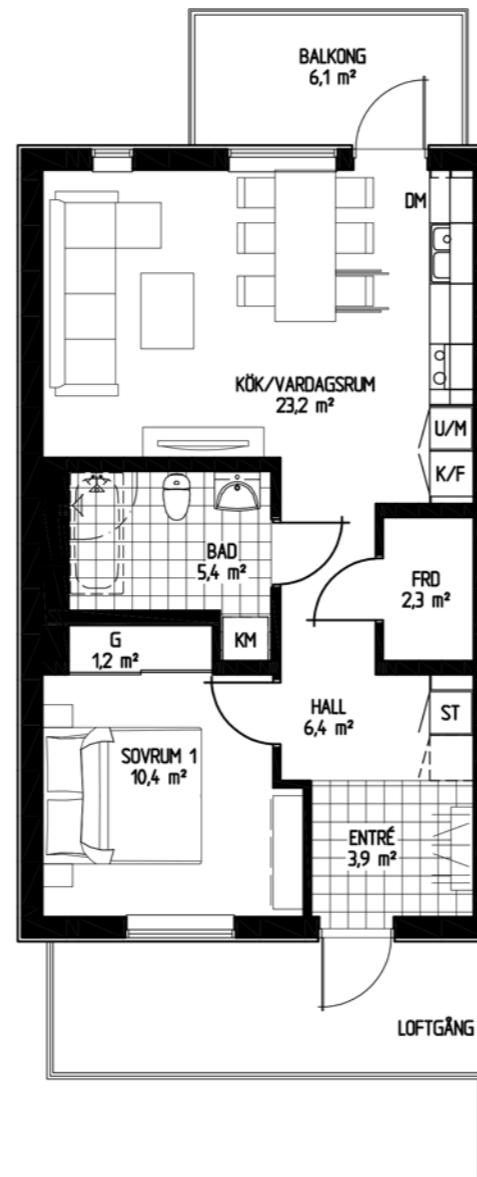 BALKONG
6,1 m²
DM
KÖK/VARDAGSRUM
23,2 m²
U/M
K/F
BAD
5,4 m²
FRD
2,3 m²
KM
G
1,2 m²
HALL
6,4 m²
ST
SOVRUM 1
10,4 m²
ENTRÉ
3,9 m²
LOFTGÅNG